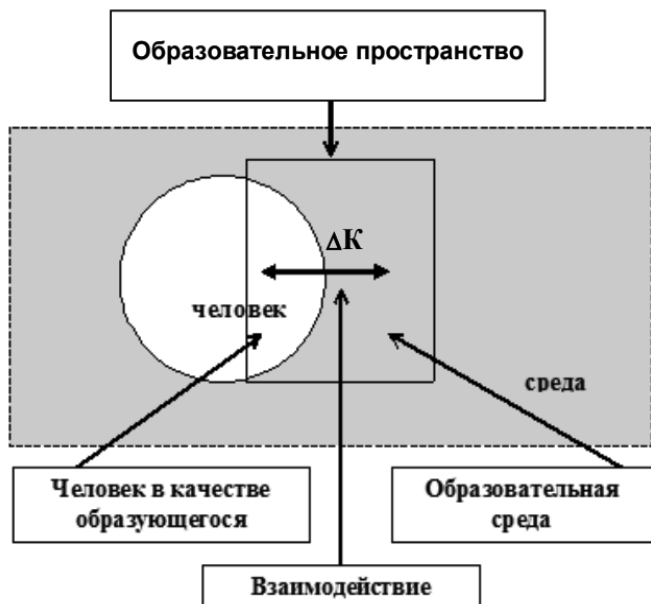 Образовательное пространство
ΔК
человек
среда
Человек в качестве
образующегося
Образовательная
среда
Взаимодействие